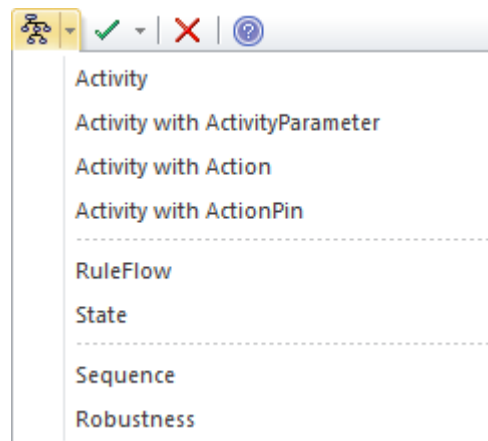 Activity
Activity with ActivityParameter
Activity with Action
Activity with ActionPin
RuleFlow
State
Sequence
Robustness